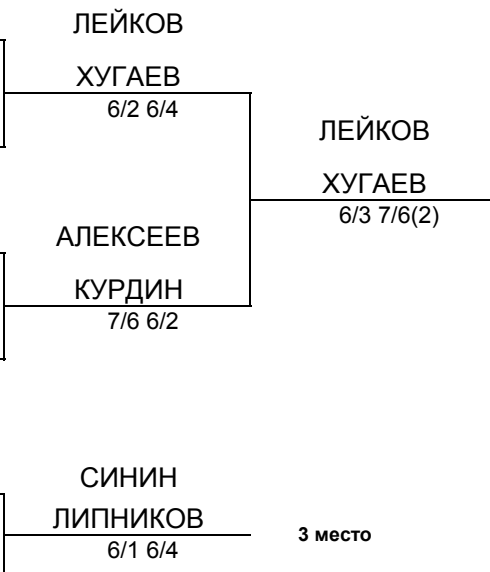 ЛЕЙКОВ
ХУГАЕВ
6/2 6/4
ЛЕЙКОВ
ХУГАЕВ
6/3 7/6(2)
АЛЕКСЕЕВ
КУРДИН
7/6 6/2
СИНИН
ЛИПНИКОВ
6/1 6/4
3 место